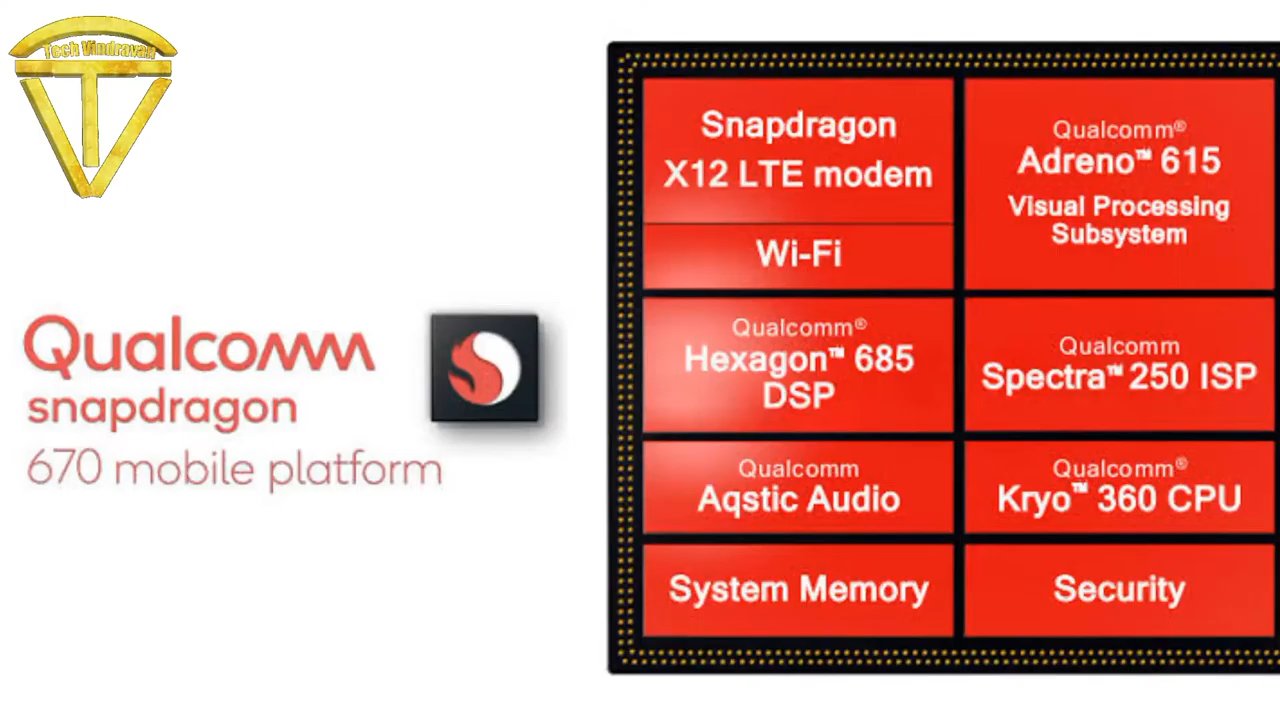 Tech Vindravan
Snapdragon
X12 LTE modem
Wi-Fi
Qualcomm®
Adreno™ 615
Visual Processing
Subsystem
Qualcomm
snapdragon
670 mobile platform
Qualcomm®
Hexagon™ 685
DSP
Qualcomm
Spectra™ 250 ISP
Qualcomm
Aqstic Audio
Qualcomm®
Kryo™ 360 CPU
System Memory
Security